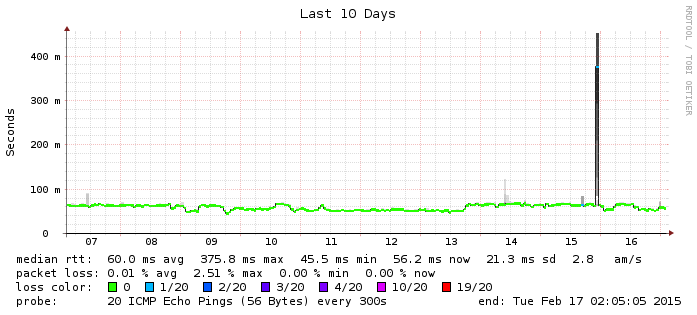 Last 10 Days
RRDTOOL / TOBI OETIKER
Seconds
400 m
300 m
200 m
100 m
0
07 08 09 10 11 12 13 14 15 16
median rtt: 60.0 ms avg 375.8 ms max 45.5 ms min 56.2 ms now 21.3 ms sd 2.8 am/s
packet loss: 0.01 % avg 2.51 % max 0.00 % min 0.00 % now
loss color: 0 1/20 2/20 3/20 4/20 10/20 19/20
probe: 20 ICMP Echo Pings (56 Bytes) every 300s end: Tue Feb 17 02:05:05 2015